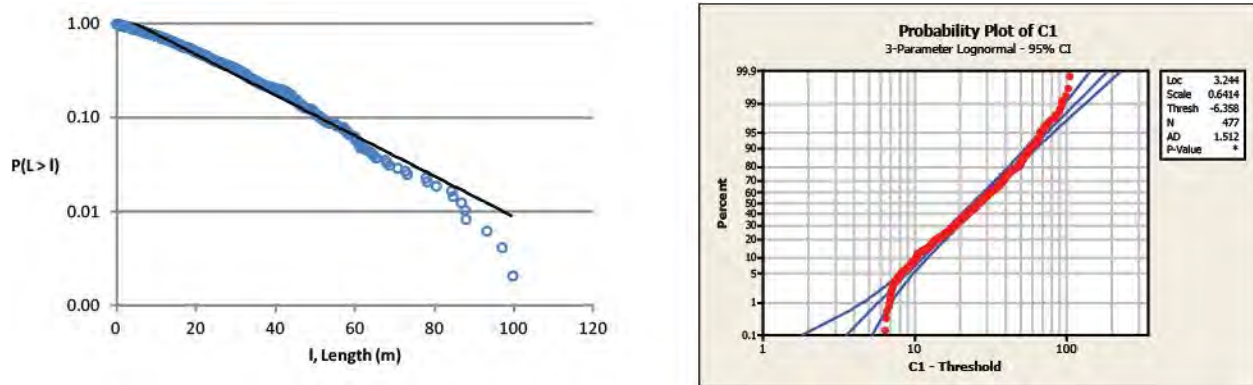 1.00
0.10
0.01
0.00
P(L > l)
0
20
40
60
80
100
120
l, Length (m)
Probability Plot of C1
3-Parameter Lognormal - 95% CI
99.9
99
95
90
80
70
60
50
40
30
20
10
5
1
0.1
Percent
1
10
100
C1 - Threshold
Loc 3.244
Scale 0.6414
Thresh -6.358
N 477
AD 1.512
P-Value *